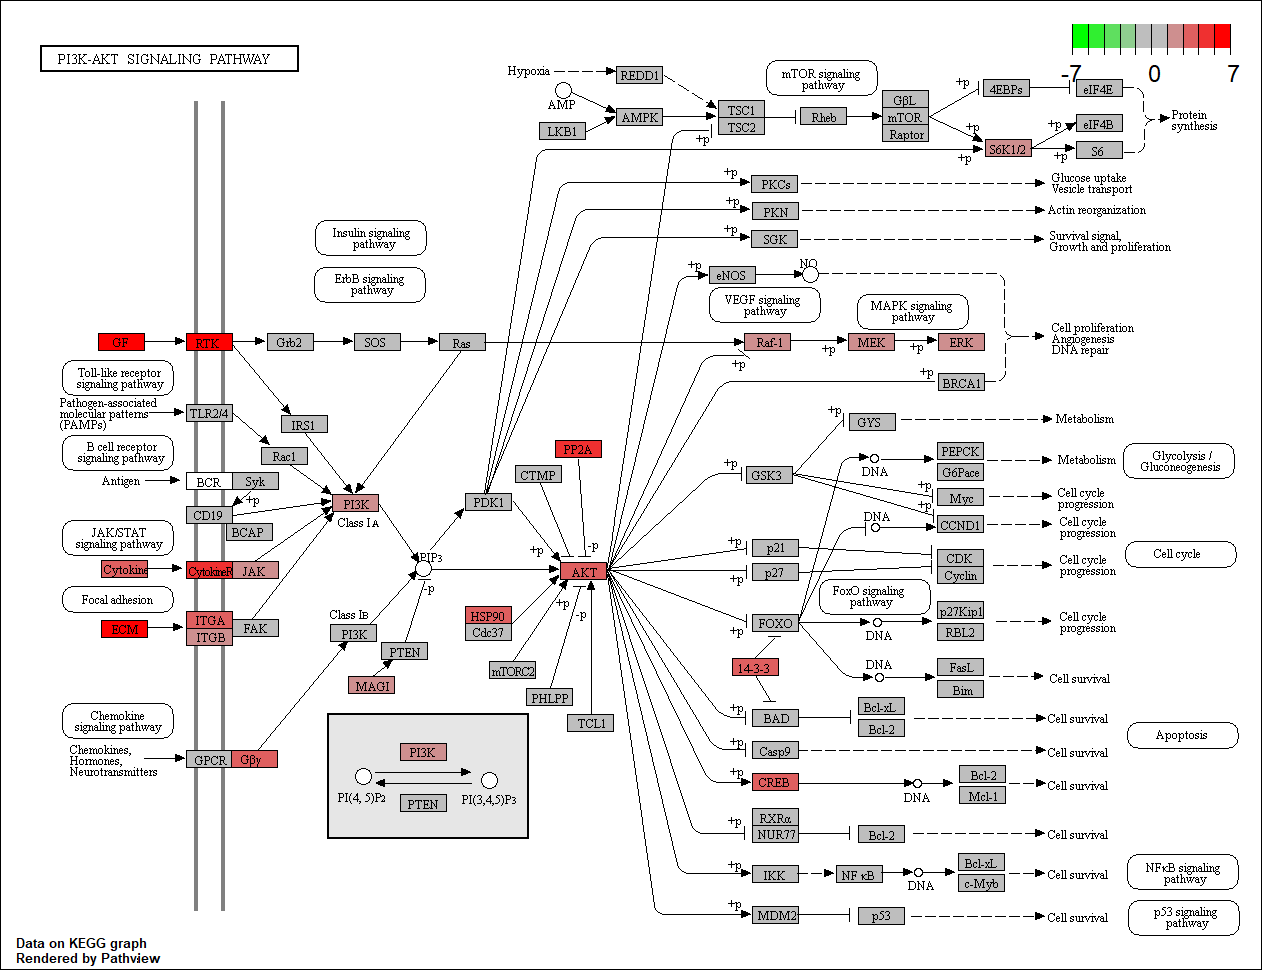 PI3K-AKT SIGNALING PATHWAY
-7 0 7
Hypoxia
REDD1
mTOR signaling
pathway
AMP
LKB1
AMPK
TSC1
TSC2
+p
Rheb
GβL
mTOR
Raptor
+p
4EBPs
eIF4E
+p
S6K1/2
+p
+p
eIF4B
+p
S6
Protein
synthesis
+p
PKCs
Glucose uptake
Vesicle transport
+p
PKN
Actin reorganization
+p
SGK
Survival signal,
Growth and proliferation
Insulin signaling
pathway
ErbB signaling
pathway
+p
eNOS
NO
VEGF signaling
pathway
MAPK signaling
pathway
GF
RTK
Grb2
SOS
Ras
Raf-1
+p
+p
MEK
+p
ERK
Cell proliferation
Angiogenesis
DNA repair
+p
BRCA1
Toll-like receptor
signaling pathway
Pathogen-associated
molecular patterns
(PAMPs)
TLR2/4
IRS1
Rac1
B cell receptor
signaling pathway
Antigen
BCR
Syk
+p
CD19
BCAP
PI3K
Class IA
PDK1
CTMP
PP2A
+p
-p
+p
GYS
Metabolism
+p
GSK3
DNA
PEPCK
G6Pace
Metabolism
Glycolysis /
Gluconeogenesis
+p
Myc
Cell cycle
progression
DNA
+p
CCND1
Cell cycle
progression
JAK/STAT
signaling pathway
Cytokine
CytokineR
JAK
PIP3
-p
AKT
+p
p21
+p
p27
CDK
Cyclin
Cell cycle
progression
Cell cycle
Focal adhesion
ECM
ITGA
ITGB
FAK
Class IB
PI3K
PTEN
MAGI
HSP90
Cdc37
+p
-p
mTORC2
PHLPP
TCL1
FoxO signaling
pathway
+p
FOXO
DNA
p27Kip1
RBL2
Cell cycle
progression
14-3-3
DNA
FasL
Bim
Cell survival
Chemokine
signaling pathway
Chemokines,
Hormones,
Neurotransmitters
GPCR
Gβγ
PI3K
PI(4, 5)P2
PI(3,4,5)P3
PTEN
+p
BAD
Bcl-xL
Bcl-2
Cell survival
Apoptosis
+p
Casp9
Cell survival
+p
CREB
DNA
Bcl-2
Mcl-1
Cell survival
+p
RXRα
NUR77
Bcl-2
Cell survival
+p
IKK
NFκB
DNA
Bcl-xL
c-Myb
Cell survival
NFκB signaling
pathway
+p
MDM2
p53
Cell survival
p53 signaling
pathway
Data on KEGG graph
Rendered by Pathview